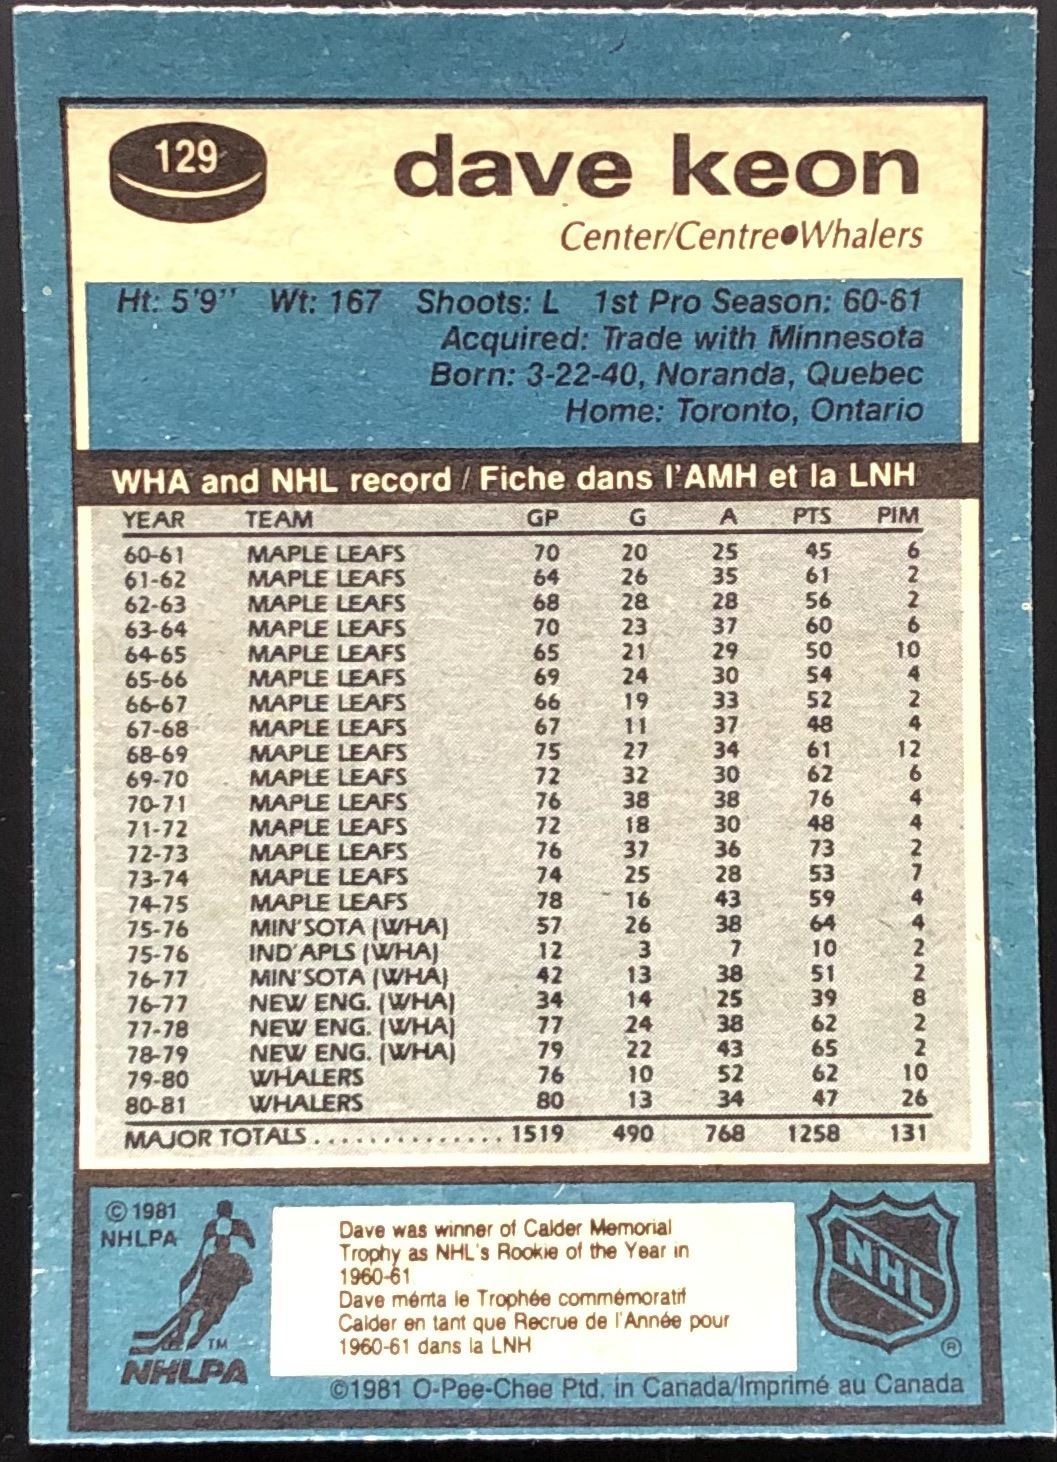 129
dave keon
Center/Centre●Whalers
Ht: 5'9" Wt: 167 Shoots: L 1st Pro Season: 60-61
Acquired: Trade with Minnesota
Born: 3-22-40, Noranda, Quebec
Home: Toronto, Ontario
WHA and NHL record / Fiche dans l'AMH et la LNH
YEAR TEAM GP G A PTS PIM
60-61 MAPLE LEAFS 70 20 25 45 6
61-62 MAPLE LEAFS 64 26 35 61 2
62-63 MAPLE LEAFS 68 28 28 56 2
63-64 MAPLE LEAFS 70 23 37 60 6
64-65 MAPLE LEAFS 65 21 29 50 10
65-66 MAPLE LEAFS 69 24 30 54 4
66-67 MAPLE LEAFS 66 19 33 52 2
67-68 MAPLE LEAFS 67 11 37 48 4
68-69 MAPLE LEAFS 75 27 34 61 12
69-70 MAPLE LEAFS 72 32 30 62 6
70-71 MAPLE LEAFS 76 38 38 76 4
71-72 MAPLE LEAFS 72 18 30 48 4
72-73 MAPLE LEAFS 76 37 36 73 2
73-74 MAPLE LEAFS 74 25 28 53 7
74-75 MAPLE LEAFS 78 16 43 59 4
75-76 MIN'SOTA (WHA) 57 26 38 64 4
75-76 IND'APLS (WHA) 12 3 7 10 2
76-77 MIN'SOTA (WHA) 42 13 38 51 2
76-77 NEW ENG. (WHA) 34 14 25 39 8
77-78 NEW ENG. (WHA) 77 24 38 62 2
78-79 NEW ENG. (WHA) 79 22 43 65 2
79-80 WHALERS 76 10 52 62 10
80-81 WHALERS 80 13 34 47 26
MAJOR TOTALS.............. 1519 490 768 1258 131
© 1981
NHLPA
TM
NHLPA
Dave was winner of Calder Memorial
Trophy as NHL's Rookie of the Year in
1960-61
Dave mérita le Trophée commémoratif
Calder en tant que Recrue de l'Année pour
1960-61 dans la LNH
NHL
®
©1981 O-Pee-Chee Ptd. in Canada/Imprimé au Canada